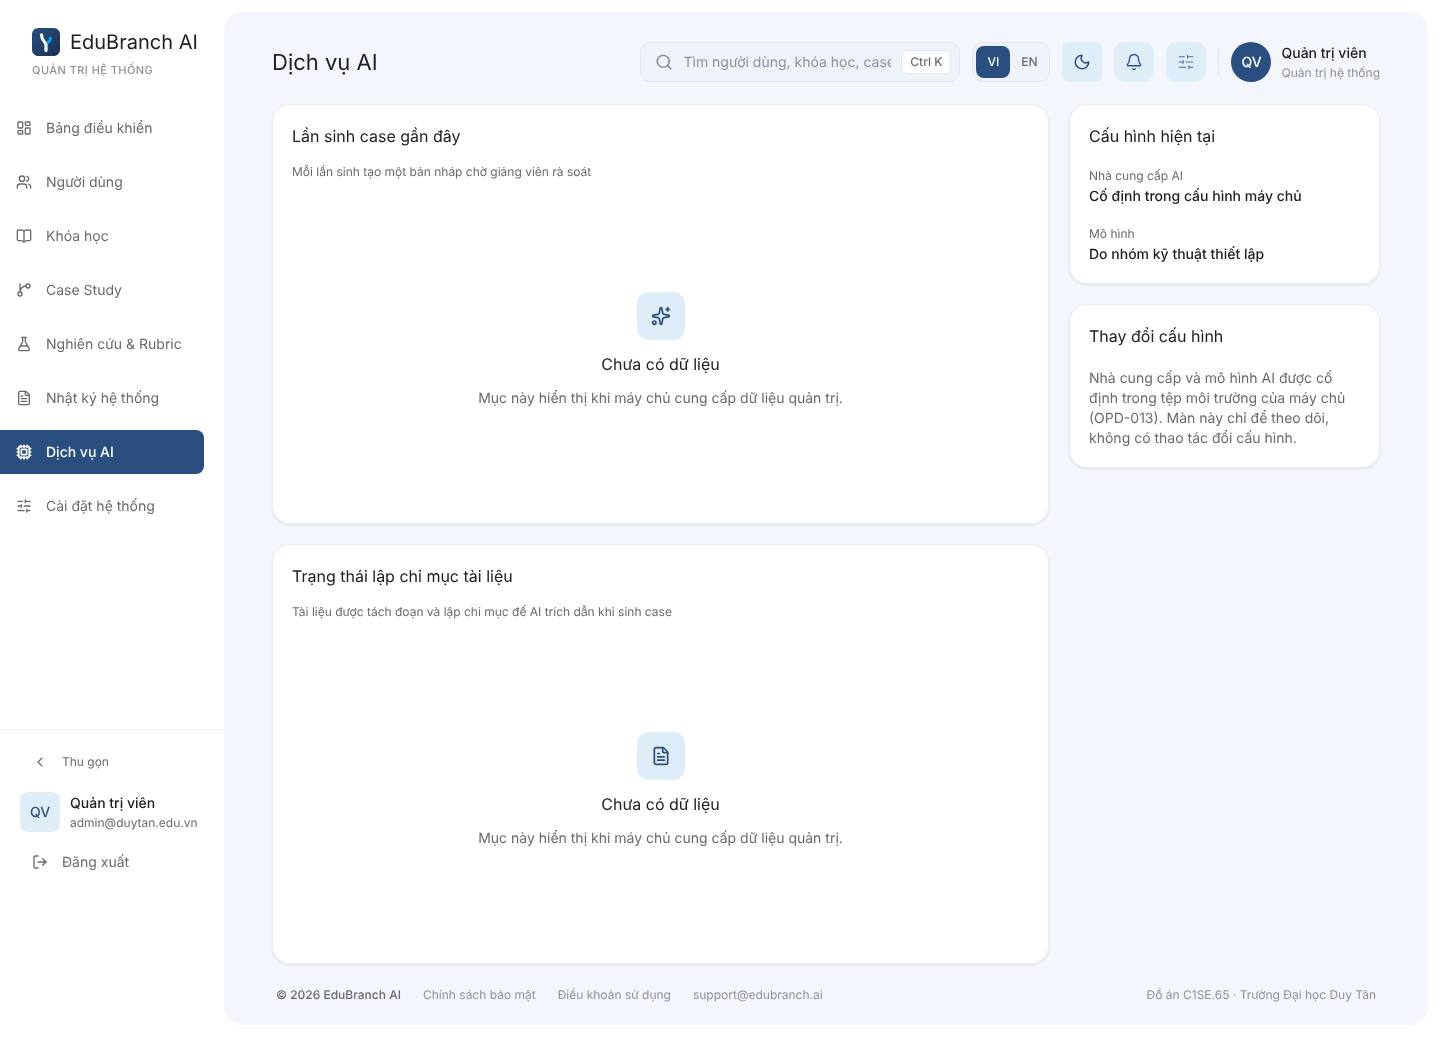 EduBranch AI
QUẢN TRỊ HỆ THỐNG
Bảng điều khiển
Người dùng
Khóa học
Case Study
Nghiên cứu & Rubric
Nhật ký hệ thống
Dịch vụ AI
Cài đặt hệ thống
Thu gọn
QV
Quản trị viên
admin@duytan.edu.vn
Đăng xuất
Dịch vụ AI
Tìm người dùng, khóa học, case
Ctrl K
VI
EN
QV
Quản trị viên
Quản trị hệ thống
Lần sinh case gần đây
Mỗi lần sinh tạo một bản nháp chờ giảng viên rà soát
Chưa có dữ liệu
Mục này hiển thị khi máy chủ cung cấp dữ liệu quản trị.
Trạng thái lập chỉ mục tài liệu
Tài liệu được tách đoạn và lập chỉ mục để AI trích dẫn khi sinh case
Chưa có dữ liệu
Mục này hiển thị khi máy chủ cung cấp dữ liệu quản trị.
Cấu hình hiện tại
Nhà cung cấp AI
Cố định trong cấu hình máy chủ
Mô hình
Do nhóm kỹ thuật thiết lập
Thay đổi cấu hình
Nhà cung cấp và mô hình AI được cố
định trong tệp môi trường của máy chủ
(OPD-013). Màn này chỉ để theo dõi,
không có thao tác đổi cấu hình.
© 2026 EduBranch AI
Chính sách bảo mật
Điều khoản sử dụng
support@edubranch.ai
Đồ án C1SE.65 · Trường Đại học Duy Tân